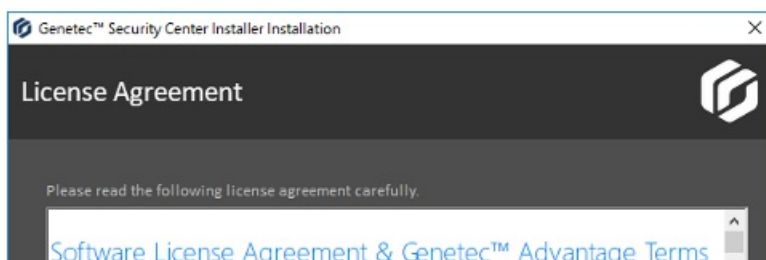 Genetec™ Security Center Installer Installation
License Agreement
Please read the following license agreement carefully.
Software License Agreement & Genetec™ Advantage Terms